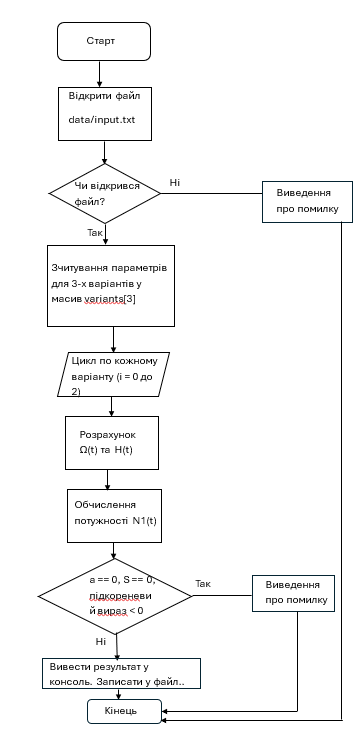 Старт
Відкрити файл
data/input.txt
Чи відкрився
файл?
Ні
Виведення
про помилку
Так
Зчитування параметрів
для 3-х варіантів у
масив variants[3]
Цикл по кожному
варіанту (i = 0 до
2)
Розрахунок
Ω(t) та H(t)
Обчислення
потужності N1(t)
a == 0, S == 0,
підкореневи
й вираз < 0
Так
Виведення
про помилку
Ні
Вивести результат у
консоль. Записати у файл..
Кінець